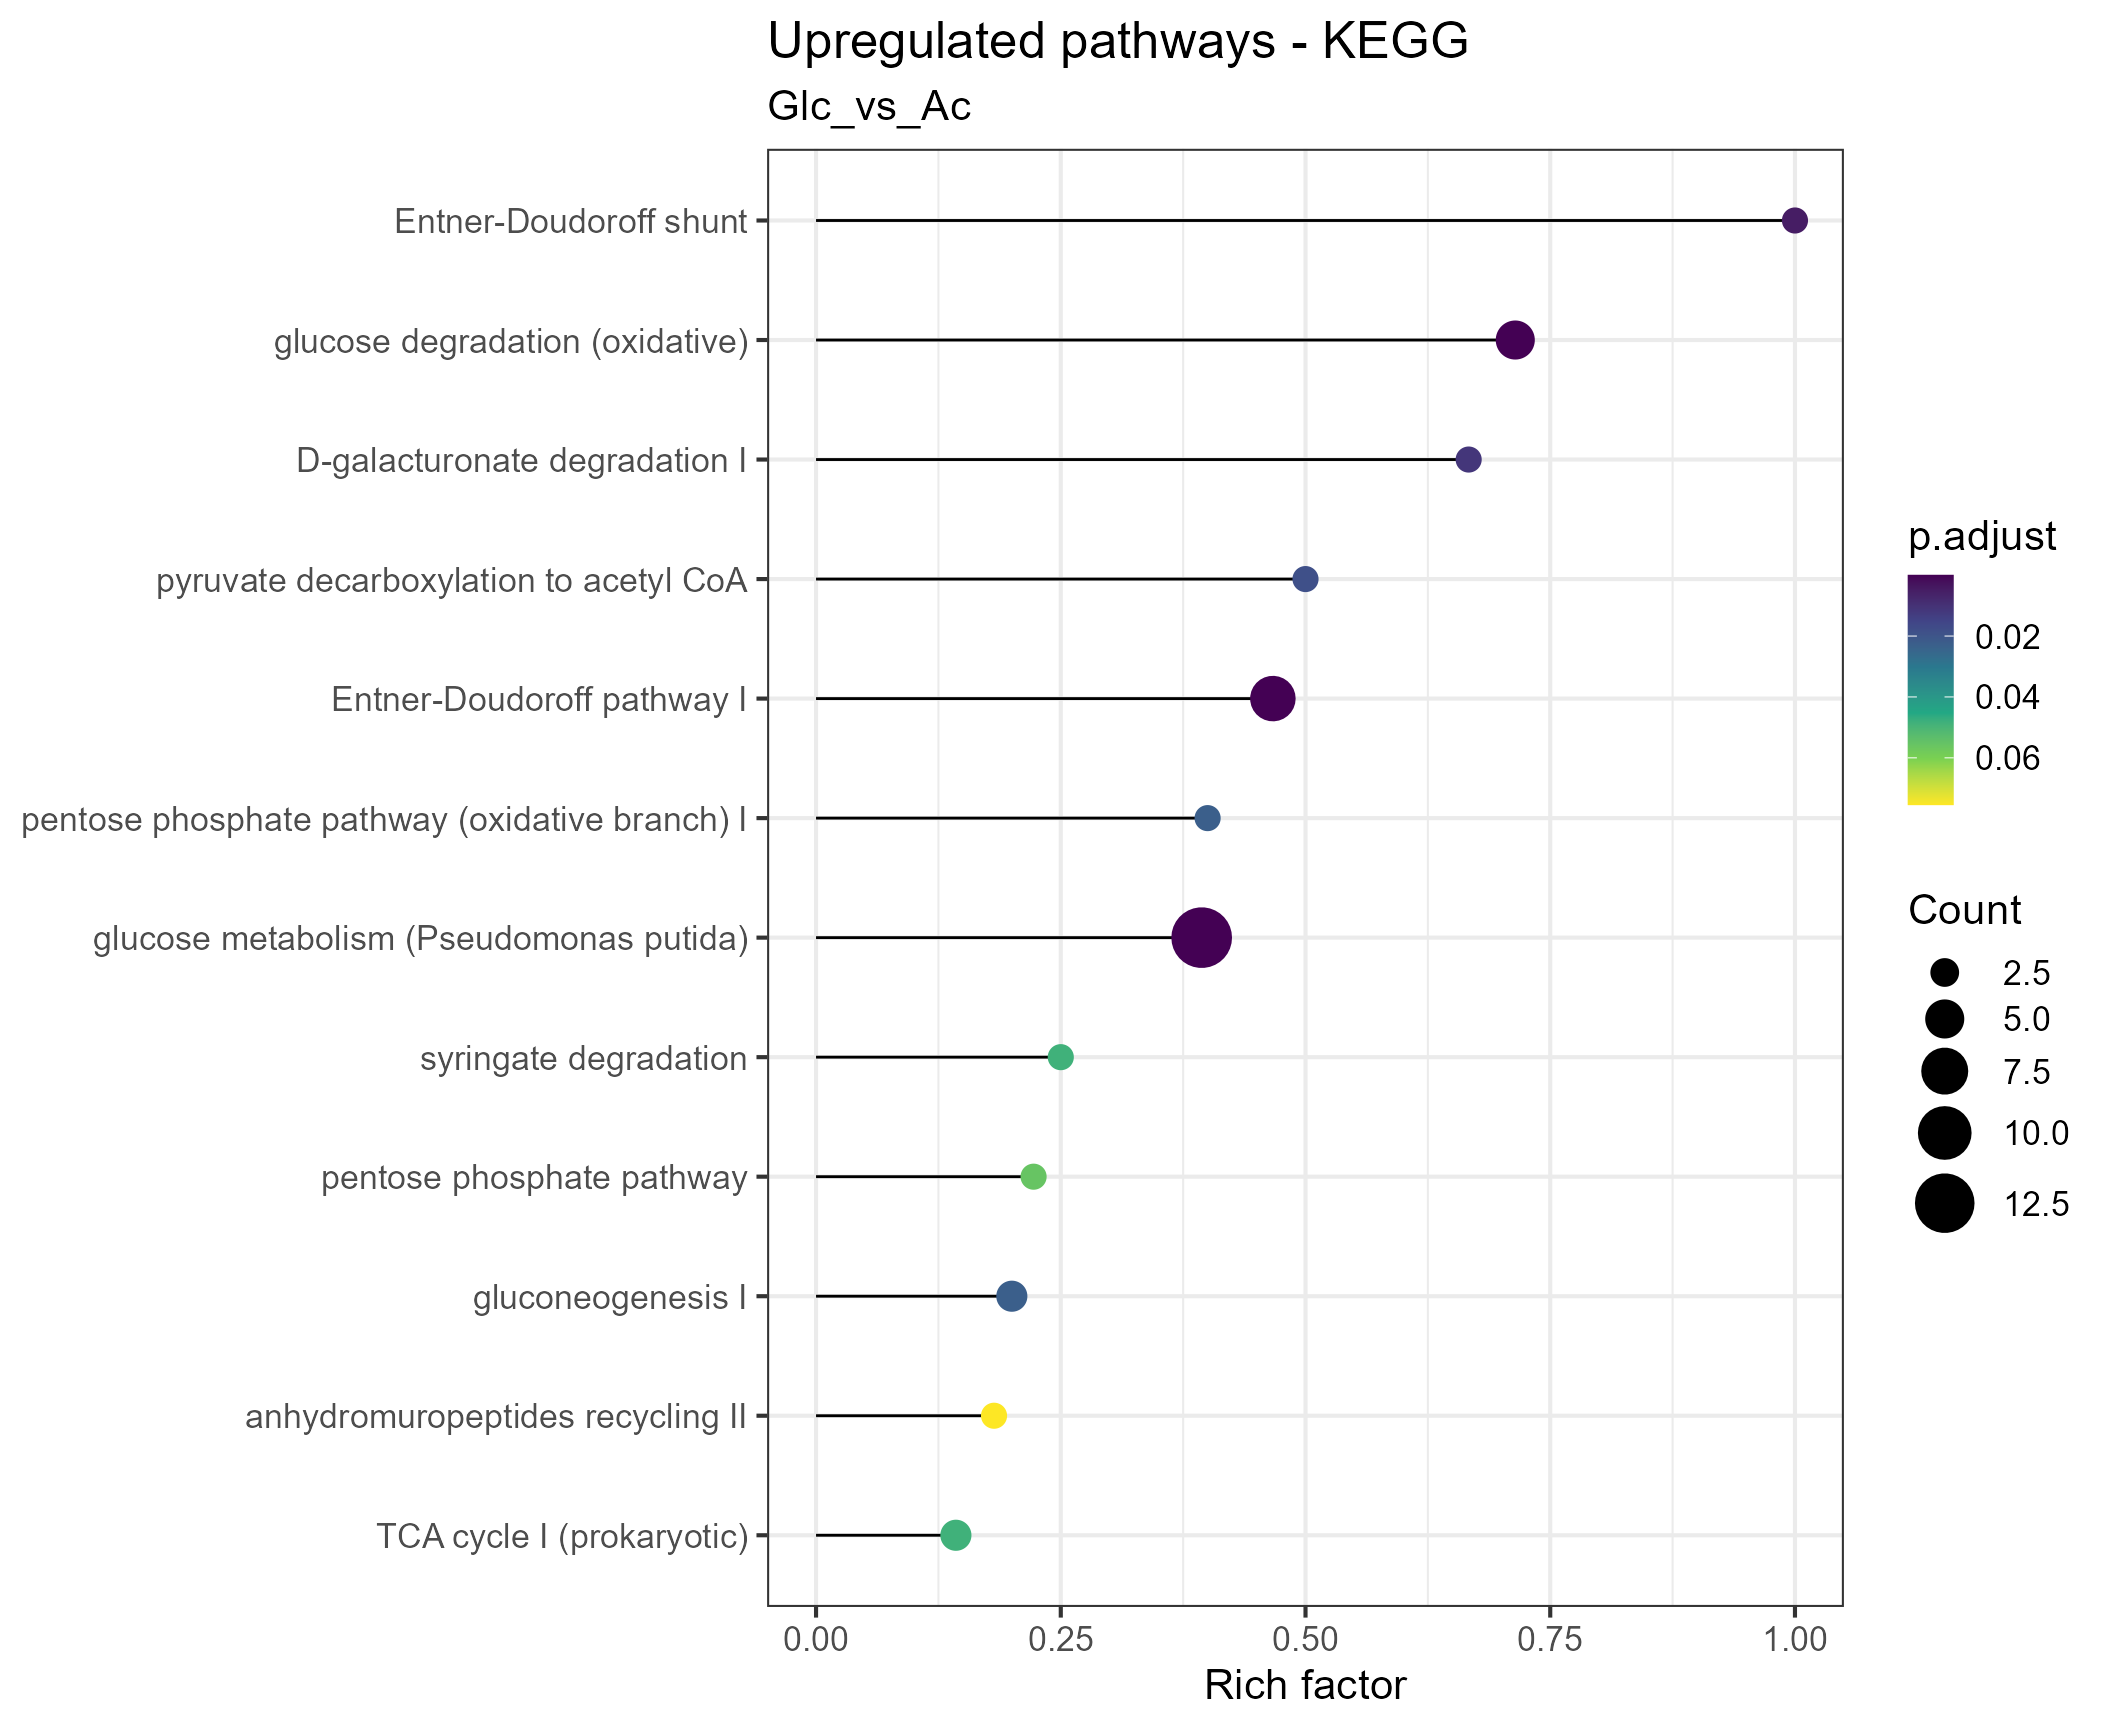 Upregulated pathways - KEGG
Glc_vs_Ac
Entner-Doudoroff shunt
glucose degradation (oxidative)
D-galacturonate degradation I
pyruvate decarboxylation to acetyl CoA
Entner-Doudoroff pathway I
pentose phosphate pathway (oxidative branch) I
glucose metabolism (Pseudomonas putida)
syringate degradation
pentose phosphate pathway
gluconeogenesis I
anhydromuropeptides recycling II
TCA cycle I (prokaryotic)
0.00 0.25 0.50 0.75 1.00
Rich factor
p.adjust
0.02
0.04
0.06
Count
2.5
5.0
7.5
10.0
12.5